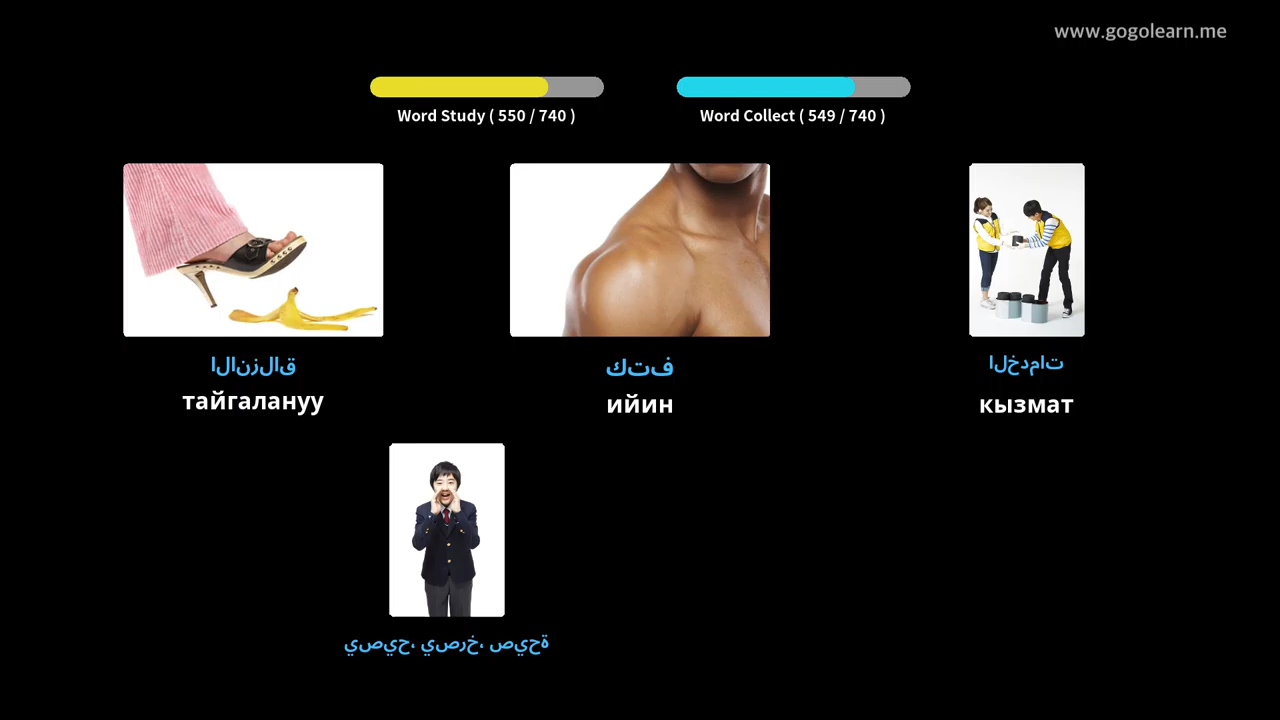 www.gogolearn.me
Word Study ( 550 / 740 )
Word Collect ( 549 / 740 )
الانزلاق
тайгалануу
كتف
ийин
الخدمات
кызмат
يصيح، يصرخ، صيحة